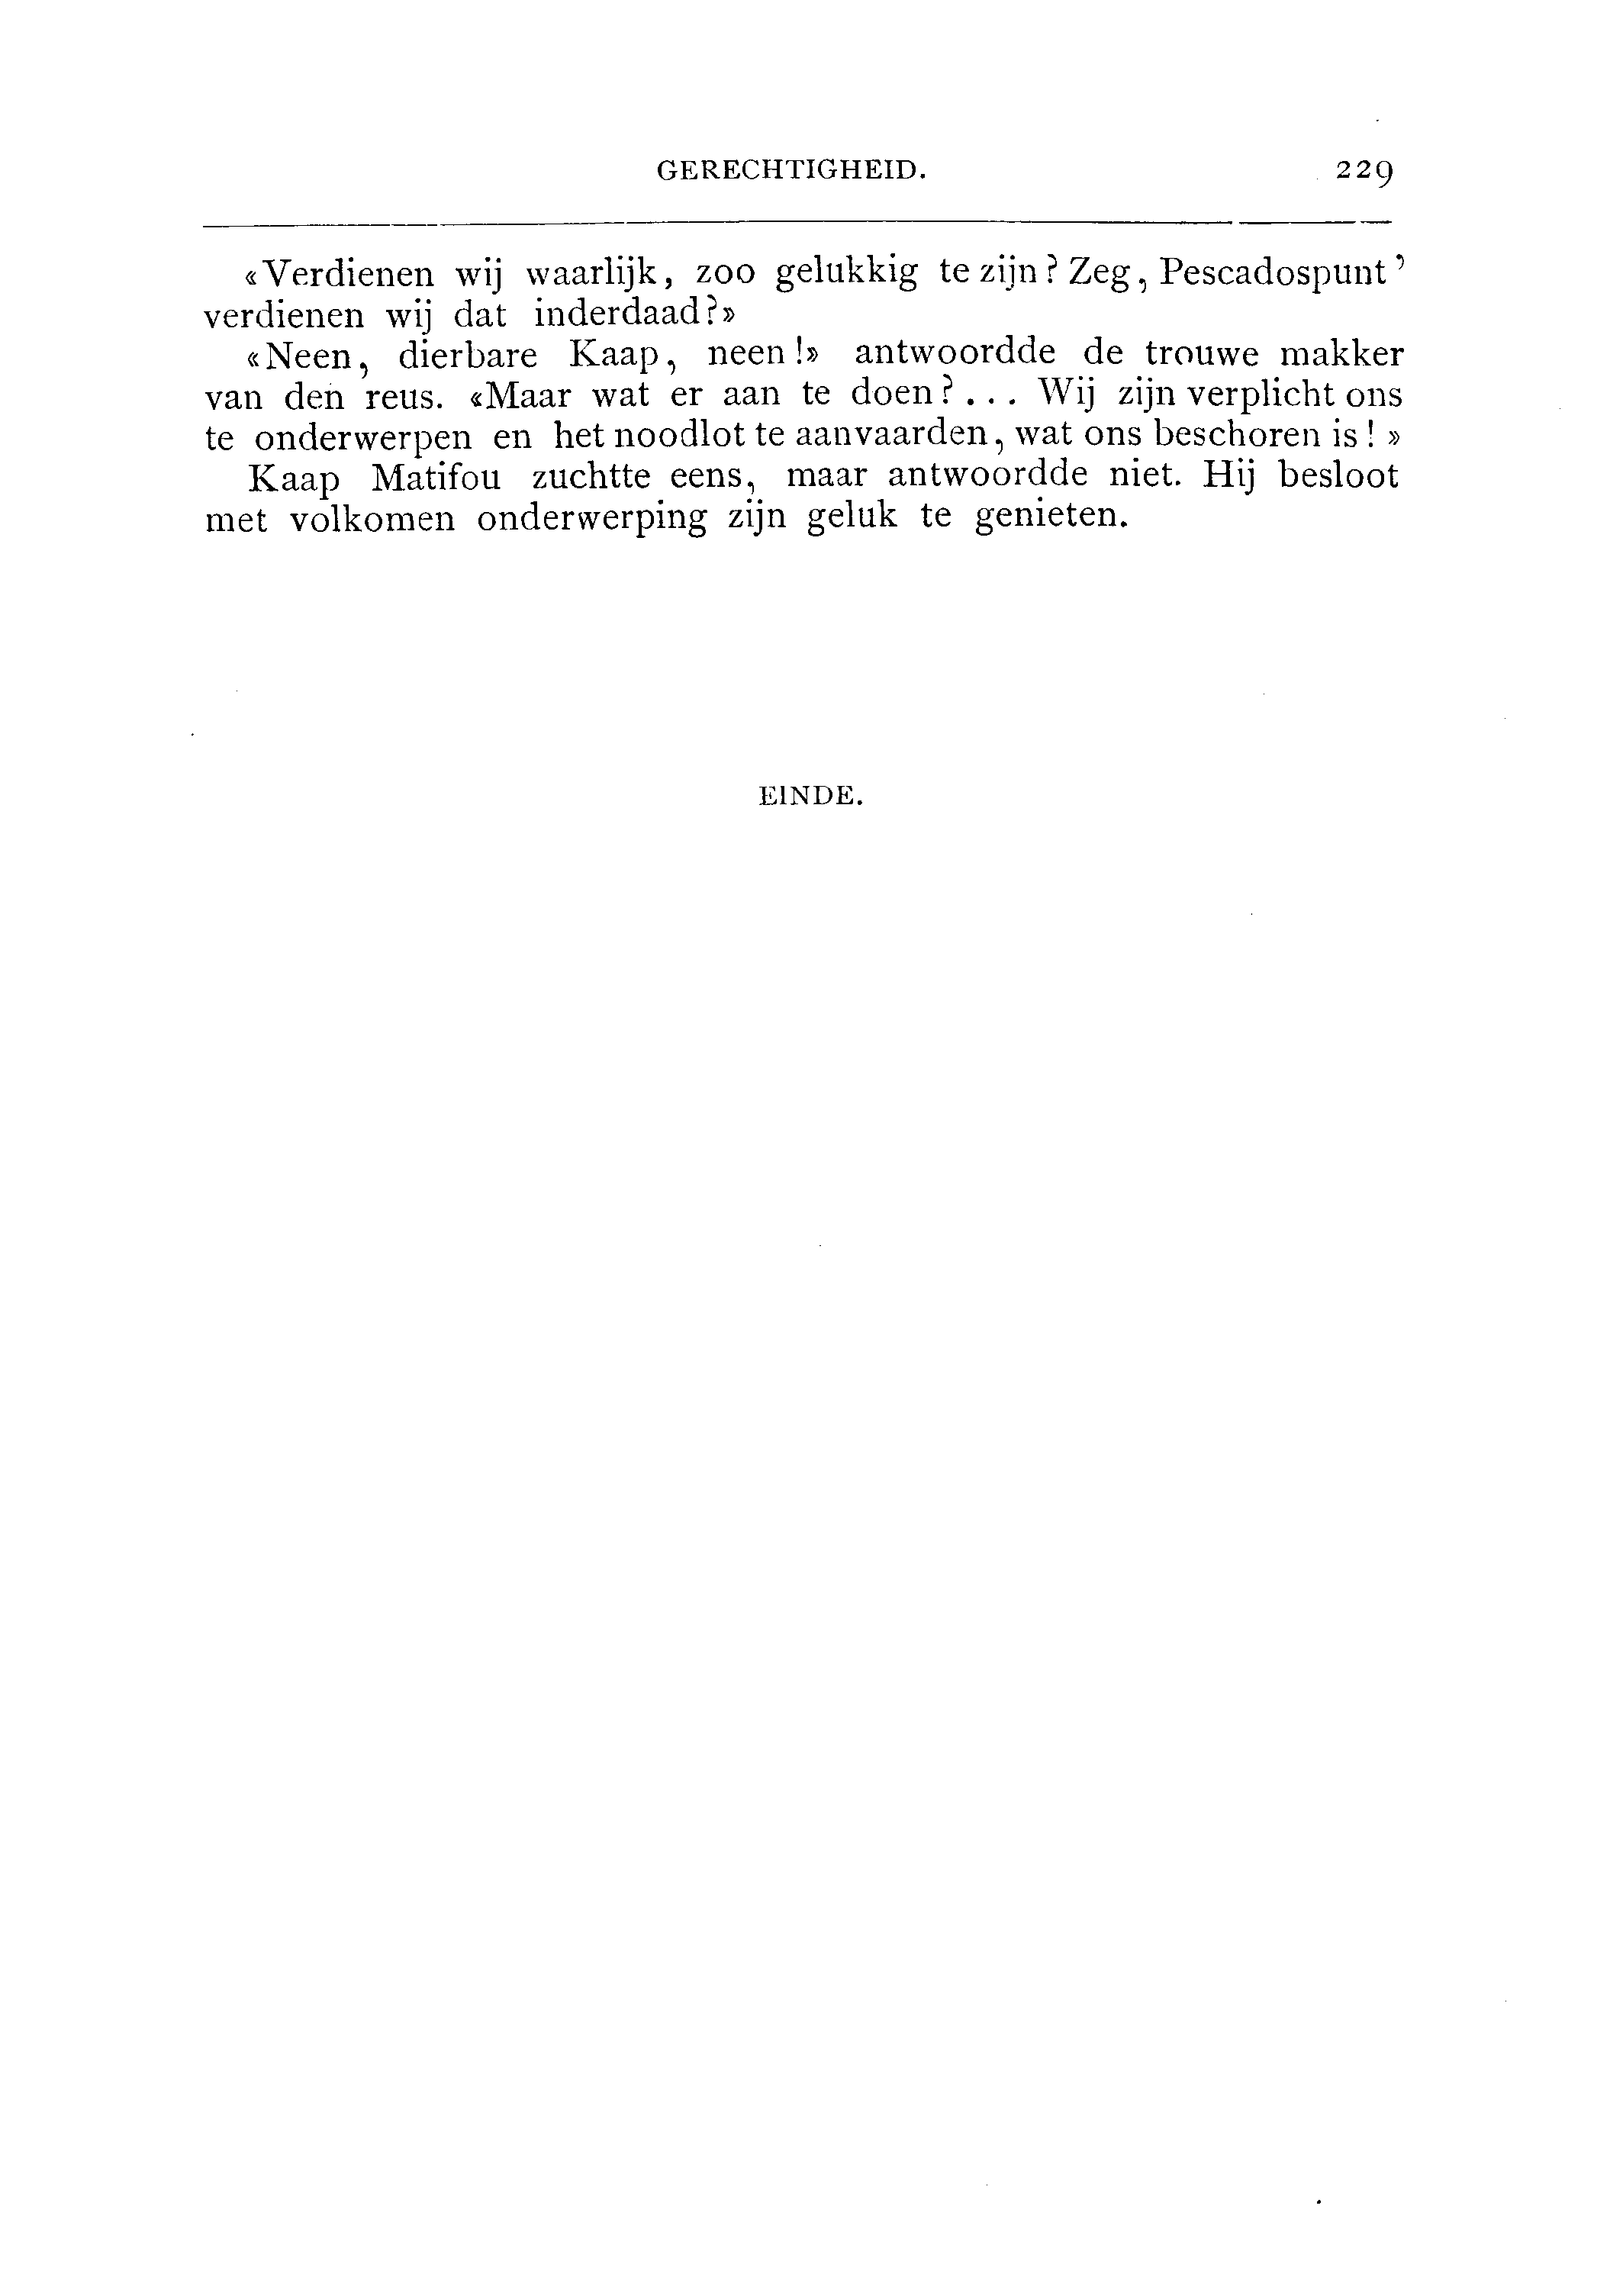 GERECHTIGHEID. 229
«Verdienen wij waarlijk, zoo gelukkig te zijn? Zeg, Pescadospunt’
verdienen wij dat inderdaad?»
«Neen, dierbare Kaap, neen!» antwoordde de trouwe makker
van den reus. «Maar wat er aan te doen?... Wij zijn verplicht ons
te onderwerpen en het noodlot te aanvaarden, wat ons beschoren is! »
Kaap Matifou zuchtte eens, maar antwoordde niet. Hij besloot
met volkomen onderwerping zijn geluk te genieten.
EINDE.